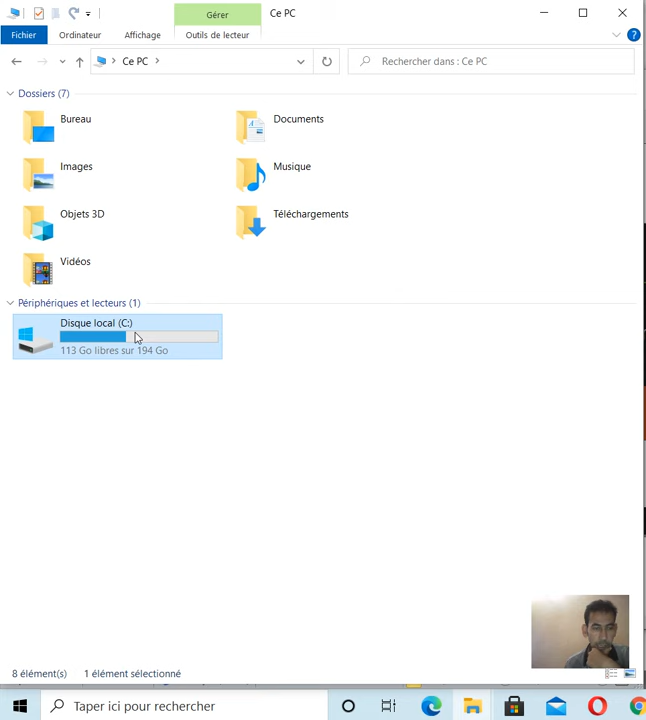 Gérer
Ce PC
Fichier
Ordinateur
Affichage
Outils de lecteur
Ce PC
Rechercher dans : Ce PC
Dossiers (7)
Bureau
Documents
Images
Musique
Objets 3D
Téléchargements
Vidéos
Périphériques et lecteurs (1)
Disque local (C:)
113 Go libres sur 194 Go
8 élément(s)
1 élément sélectionné
Taper ici pour rechercher